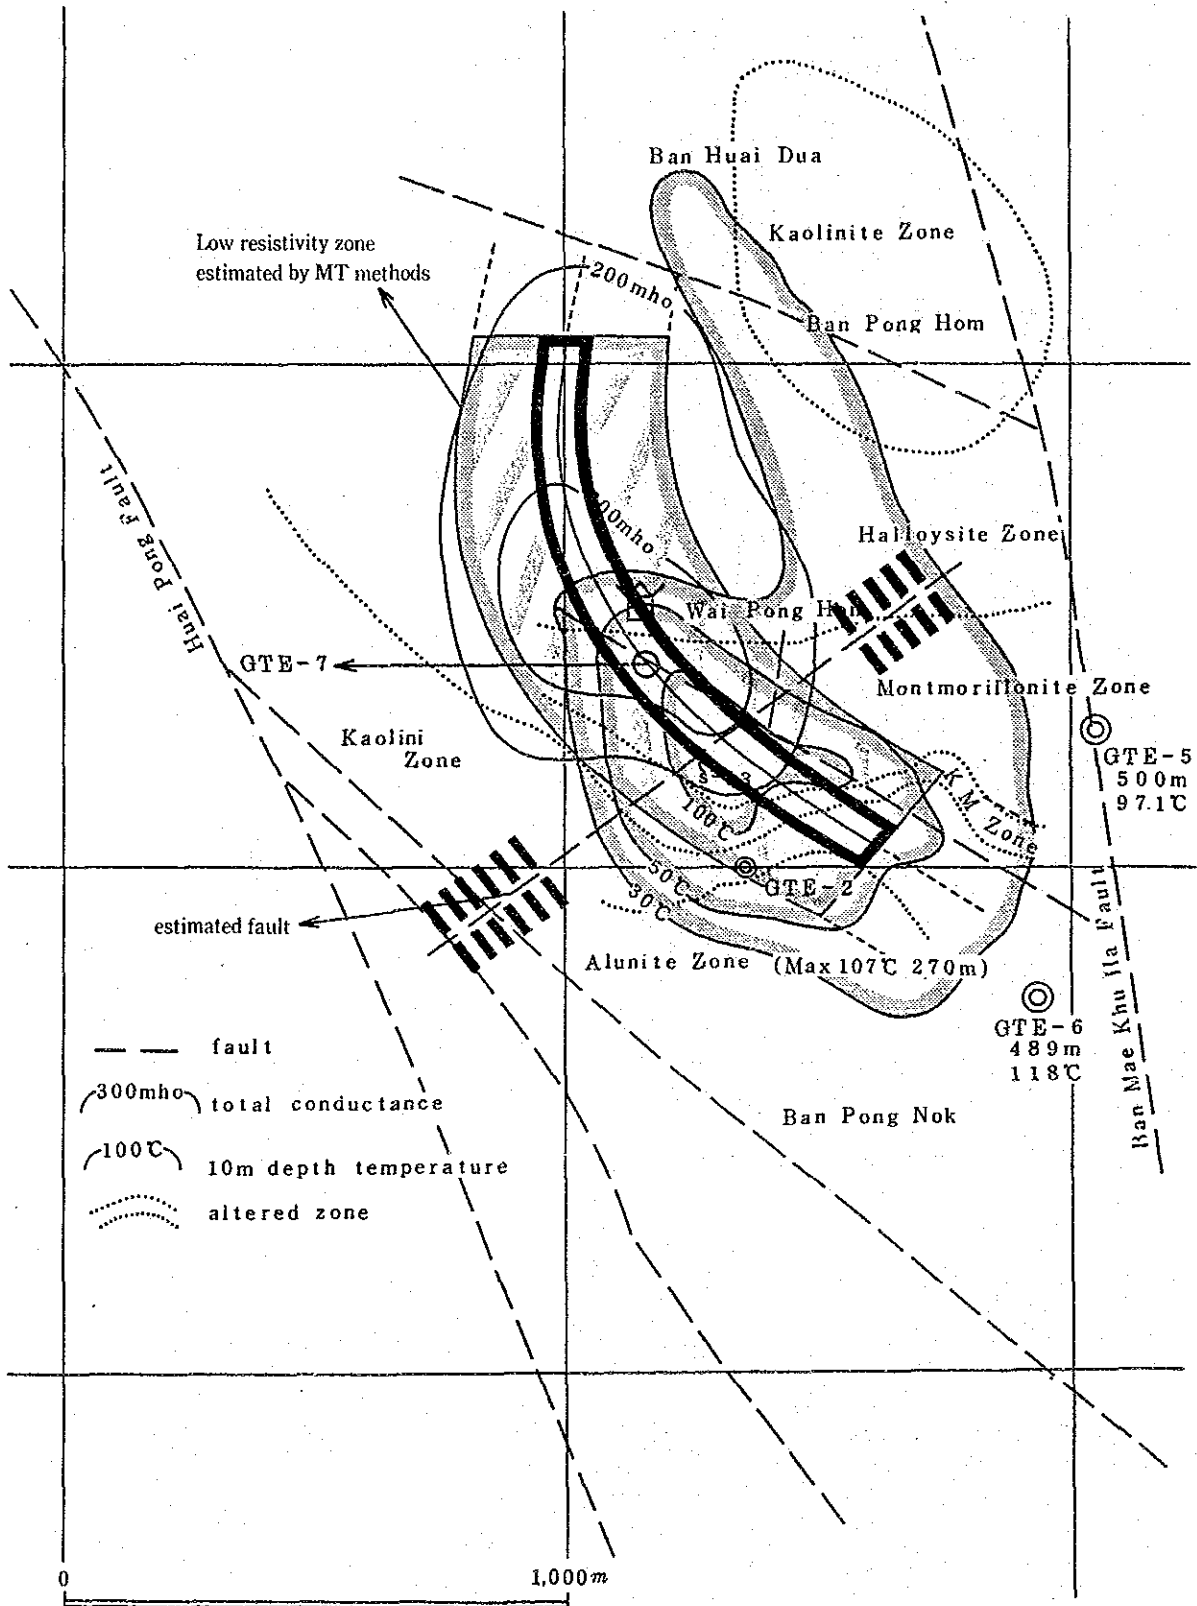 Ban Huai Dua
Kaolinite Zone
Low resistivity zone
estimated by MT methods
200mho
Ban Pong Hom
Huai Pong Fault
300mho
Halloysite Zone
Wai Pong Hom
GTE-7
Montmorillonite Zone
Kaolini
Zone
GTE-5
500m
97.1℃
KM Zone
100℃
50℃
GTE-2
30℃
estimated fault
Alunite Zone (Max 107℃ 270m)
GTE-6
489m
118℃
Ban Mae Khu Ha Fault
fault
300mho total conductance
Ban Pong Nok
100℃ 10m depth temperature
altered zone
0 1,000m